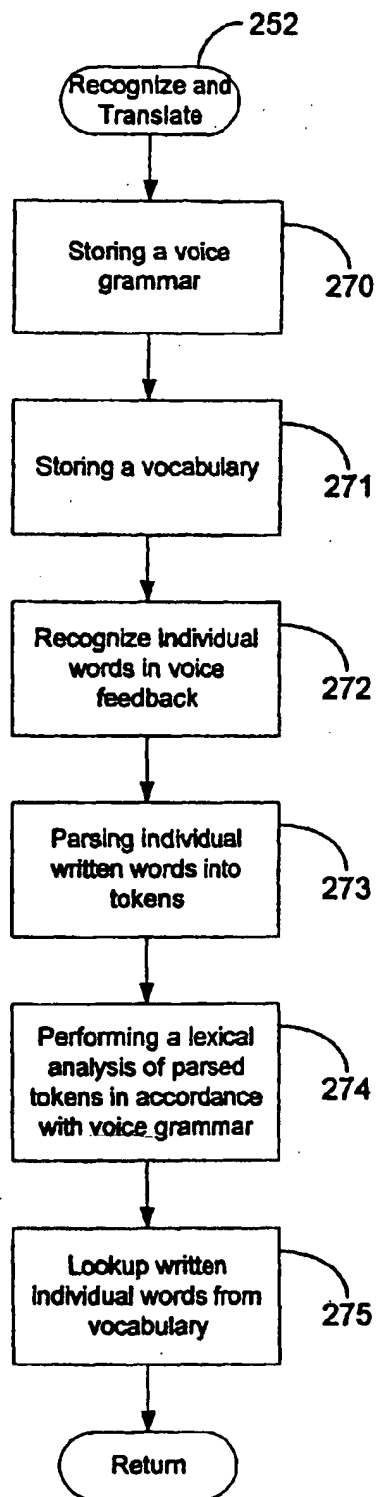 252
Recognize and
Translate
Storing a voice
grammar
270
Storing a vocabulary
271
Recognize individual
words in voice
feedback
272
Parsing individual
written words into
tokens
273
Performing a lexical
analysis of parsed
tokens in accordance
with voice grammar
274
Lookup written
individual words from
vocabulary
275
Return